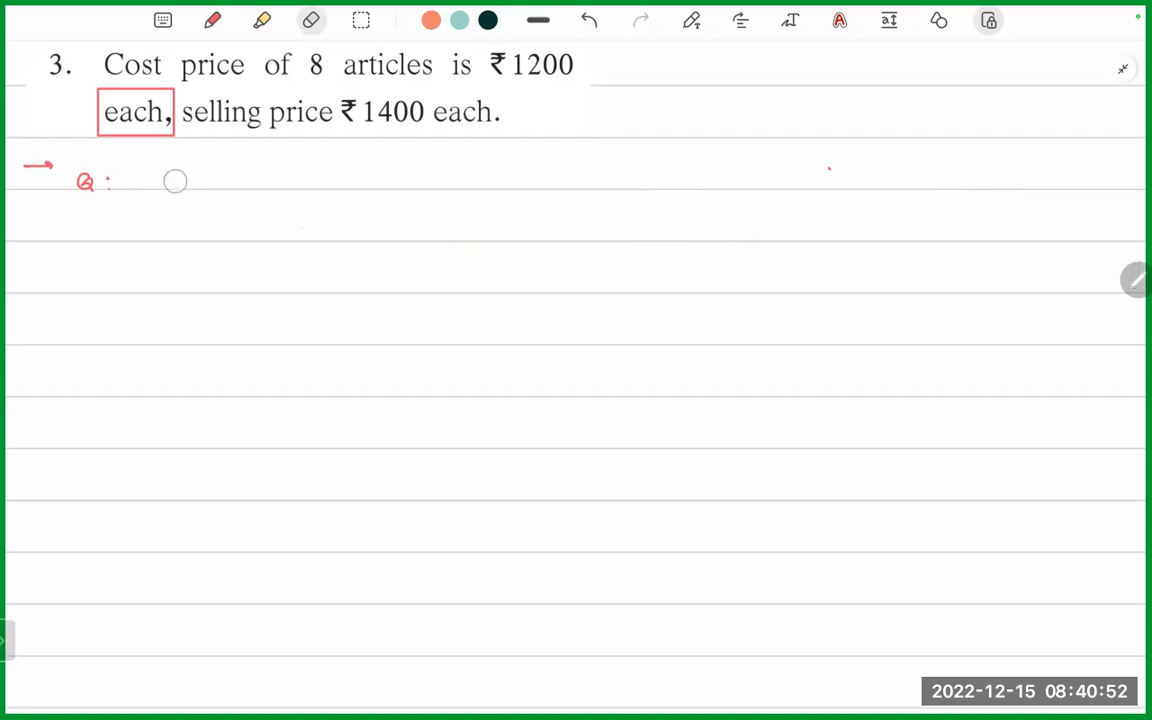 3. Cost price of 8 articles is ₹1200
each, selling price ₹1400 each.
→ Q:
2022-12-15 08:40:52